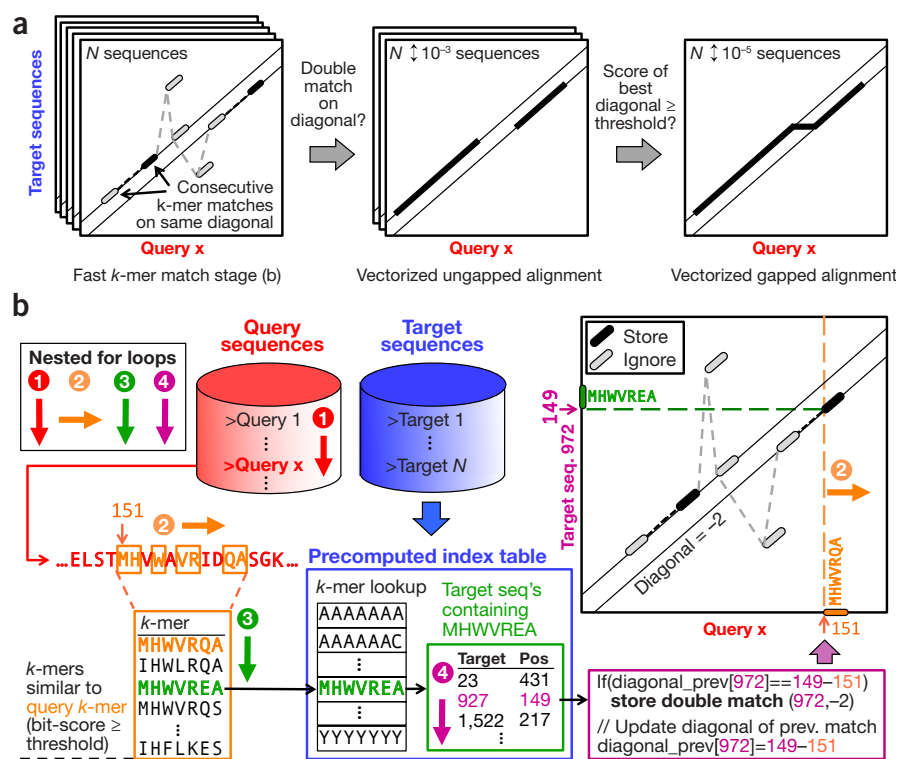 a
Target sequences
N sequences
Consecutive
k-mer matches
on same diagonal
Query x
Fast k-mer match stage (b)
Double
match
on
diagonal?
N ↕10⁻³ sequences
Query x
Vectorized ungapped alignment
Score of
best
diagonal ≥
threshold?
N ↕10⁻⁵ sequences
Query x
Vectorized gapped alignment
b
Nested for loops
1 2 3 4
Query
sequences
>Query 1
⋮
>Query x
⋮
1
Target
sequences
>Target 1
⋮
>Target N
151
2
…ELSTMHVWAVRIDQASGK…
k-mer
MHWVRQA
IHWLRQA
MHWVREA
MHWVRQS
⋮
IHFLKES
3
k-mers
similar to
query k-mer
(bit-score ≥
threshold)
Precomputed index table
k-mer lookup
AAAAAAA
AAAAAAC
⋮
MHWVREA
⋮
YYYYYYY
Target seq's
containing
MHWVREA
4
Target Pos
23 431
927 149
1,522 217
⋮
Store
Ignore
MHWVREA
149
Target seq. 972
Diagonal = –2
2
MHWVRQA
Query x
151
If(diagonal_prev[972]==149–151)
store double match (972,–2)
// Update diagonal of prev. match
diagonal_prev[972]=149–151